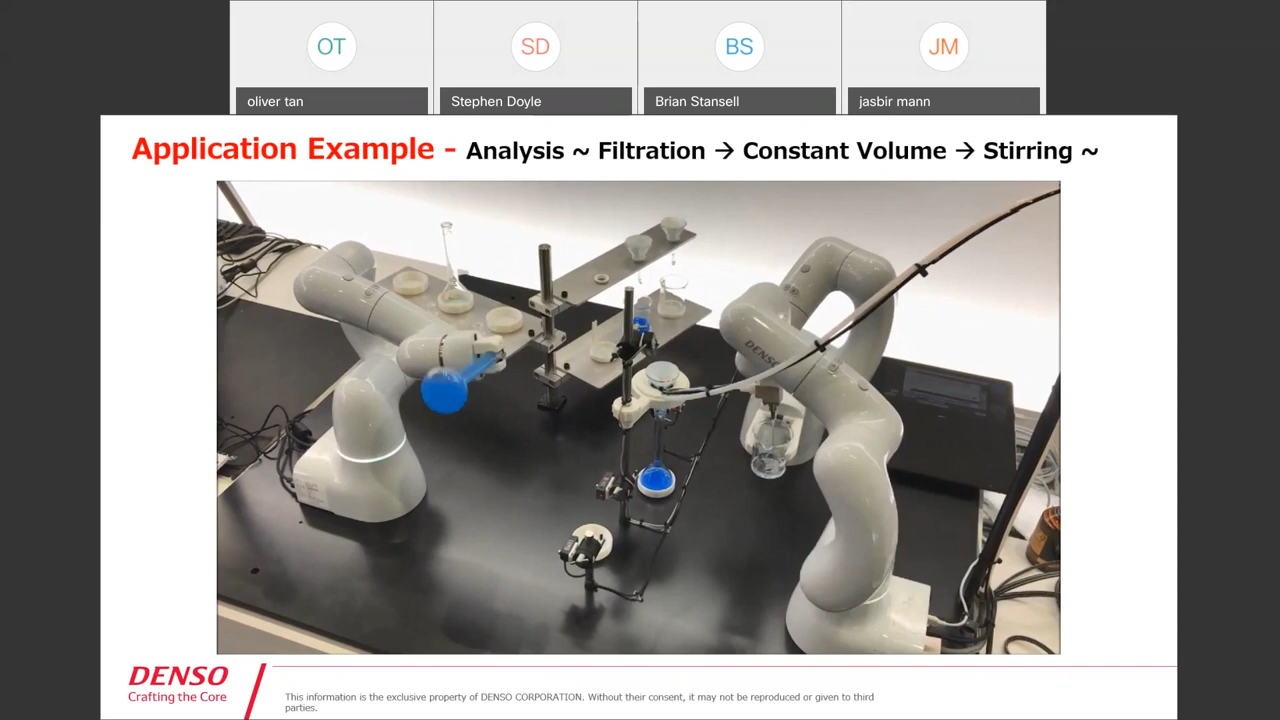 OT
SD
BS
JM
oliver tan
Stephen Doyle
Brian Stansell
jasbir mann
Application Example - Analysis ~ Filtration → Constant Volume → Stirring ~
DENSO
DENSO
Crafting the Core
This information is the exclusive property of DENSO CORPORATION. Without their consent, it may not be reproduced or given to third
parties.